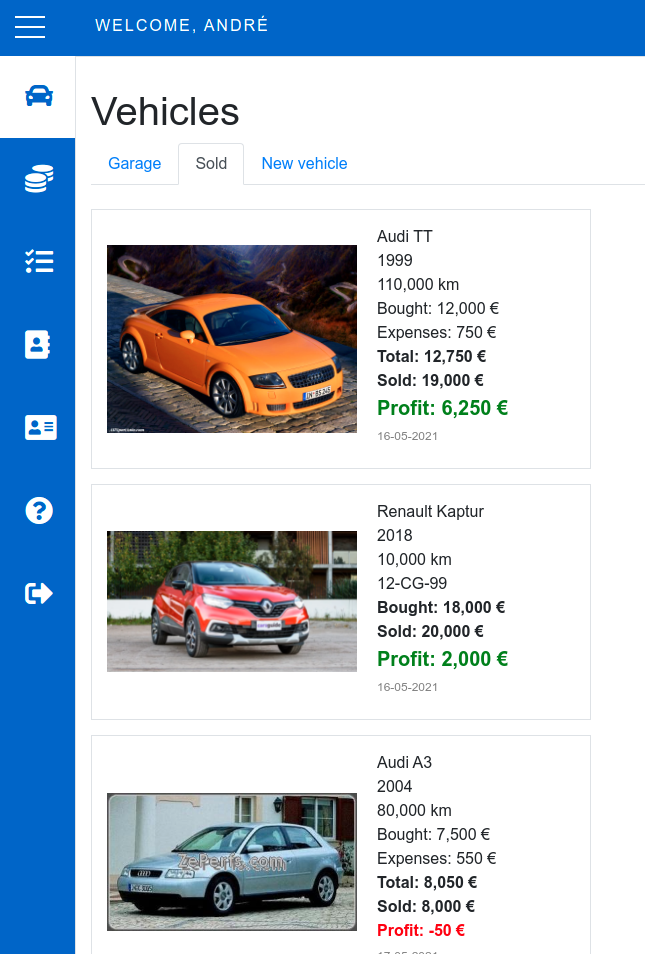 WELCOME, ANDRÉ
Vehicles
Garage Sold New vehicle
Audi TT
1999
110,000 km
Bought: 12,000 €
Expenses: 750 €
Total: 12,750 €
Sold: 19,000 €
Profit: 6,250 €
16-05-2021
Renault Kaptur
2018
10,000 km
12-CG-99
Bought: 18,000 €
Sold: 20,000 €
Profit: 2,000 €
16-05-2021
Audi A3
2004
80,000 km
Bought: 7,500 €
Expenses: 550 €
Total: 8,050 €
Sold: 8,000 €
Profit: -50 €
ZePerfs.com
17-05-2021